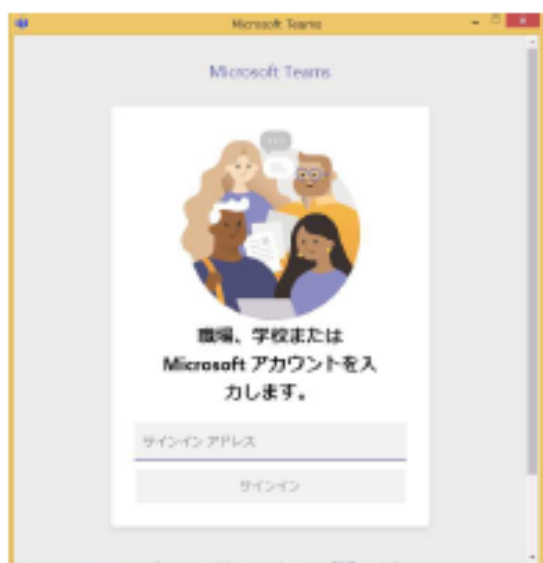 Microsoft Teams
Microsoft Teams
職場、学校または
Microsoft アカウントを入
力します。
サインイン アドレス
サインイン